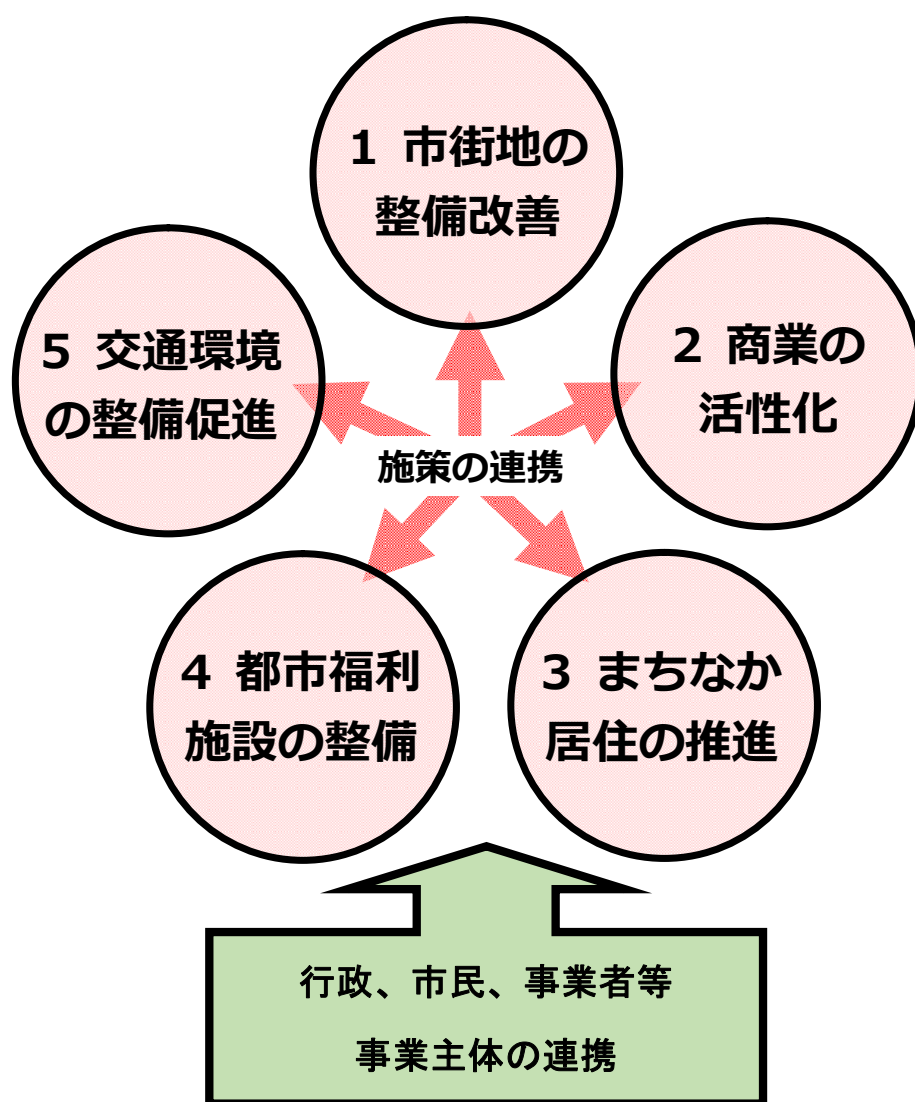 1 市街地の
整備改善
2 商業の
活性化
3 まちなか
居住の推進
4 都市福利
施設の整備
5 交通環境
の整備促進
施策の連携
行政、市民、事業者等
事業主体の連携